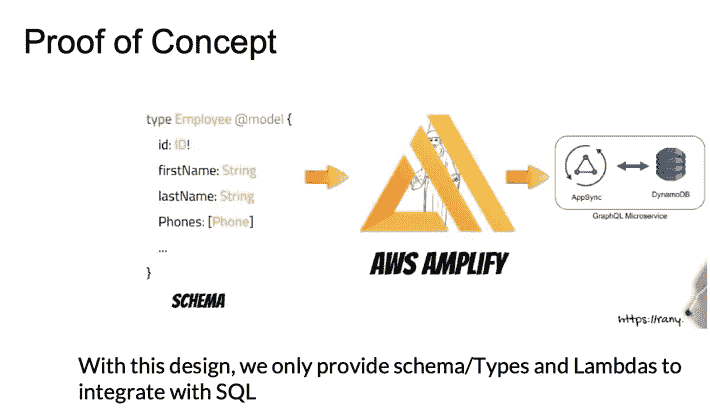 Proof of Concept
type Employee @model {
id: ID!
firstName: String
lastName: String
Phones: [Phone]
...
}
SCHEMA
AWS AMPLIFY
AppSync
DynamoDB
GraphQL Microservice
https://rany.
With this design, we only provide schema/Types and Lambdas to
integrate with SQL